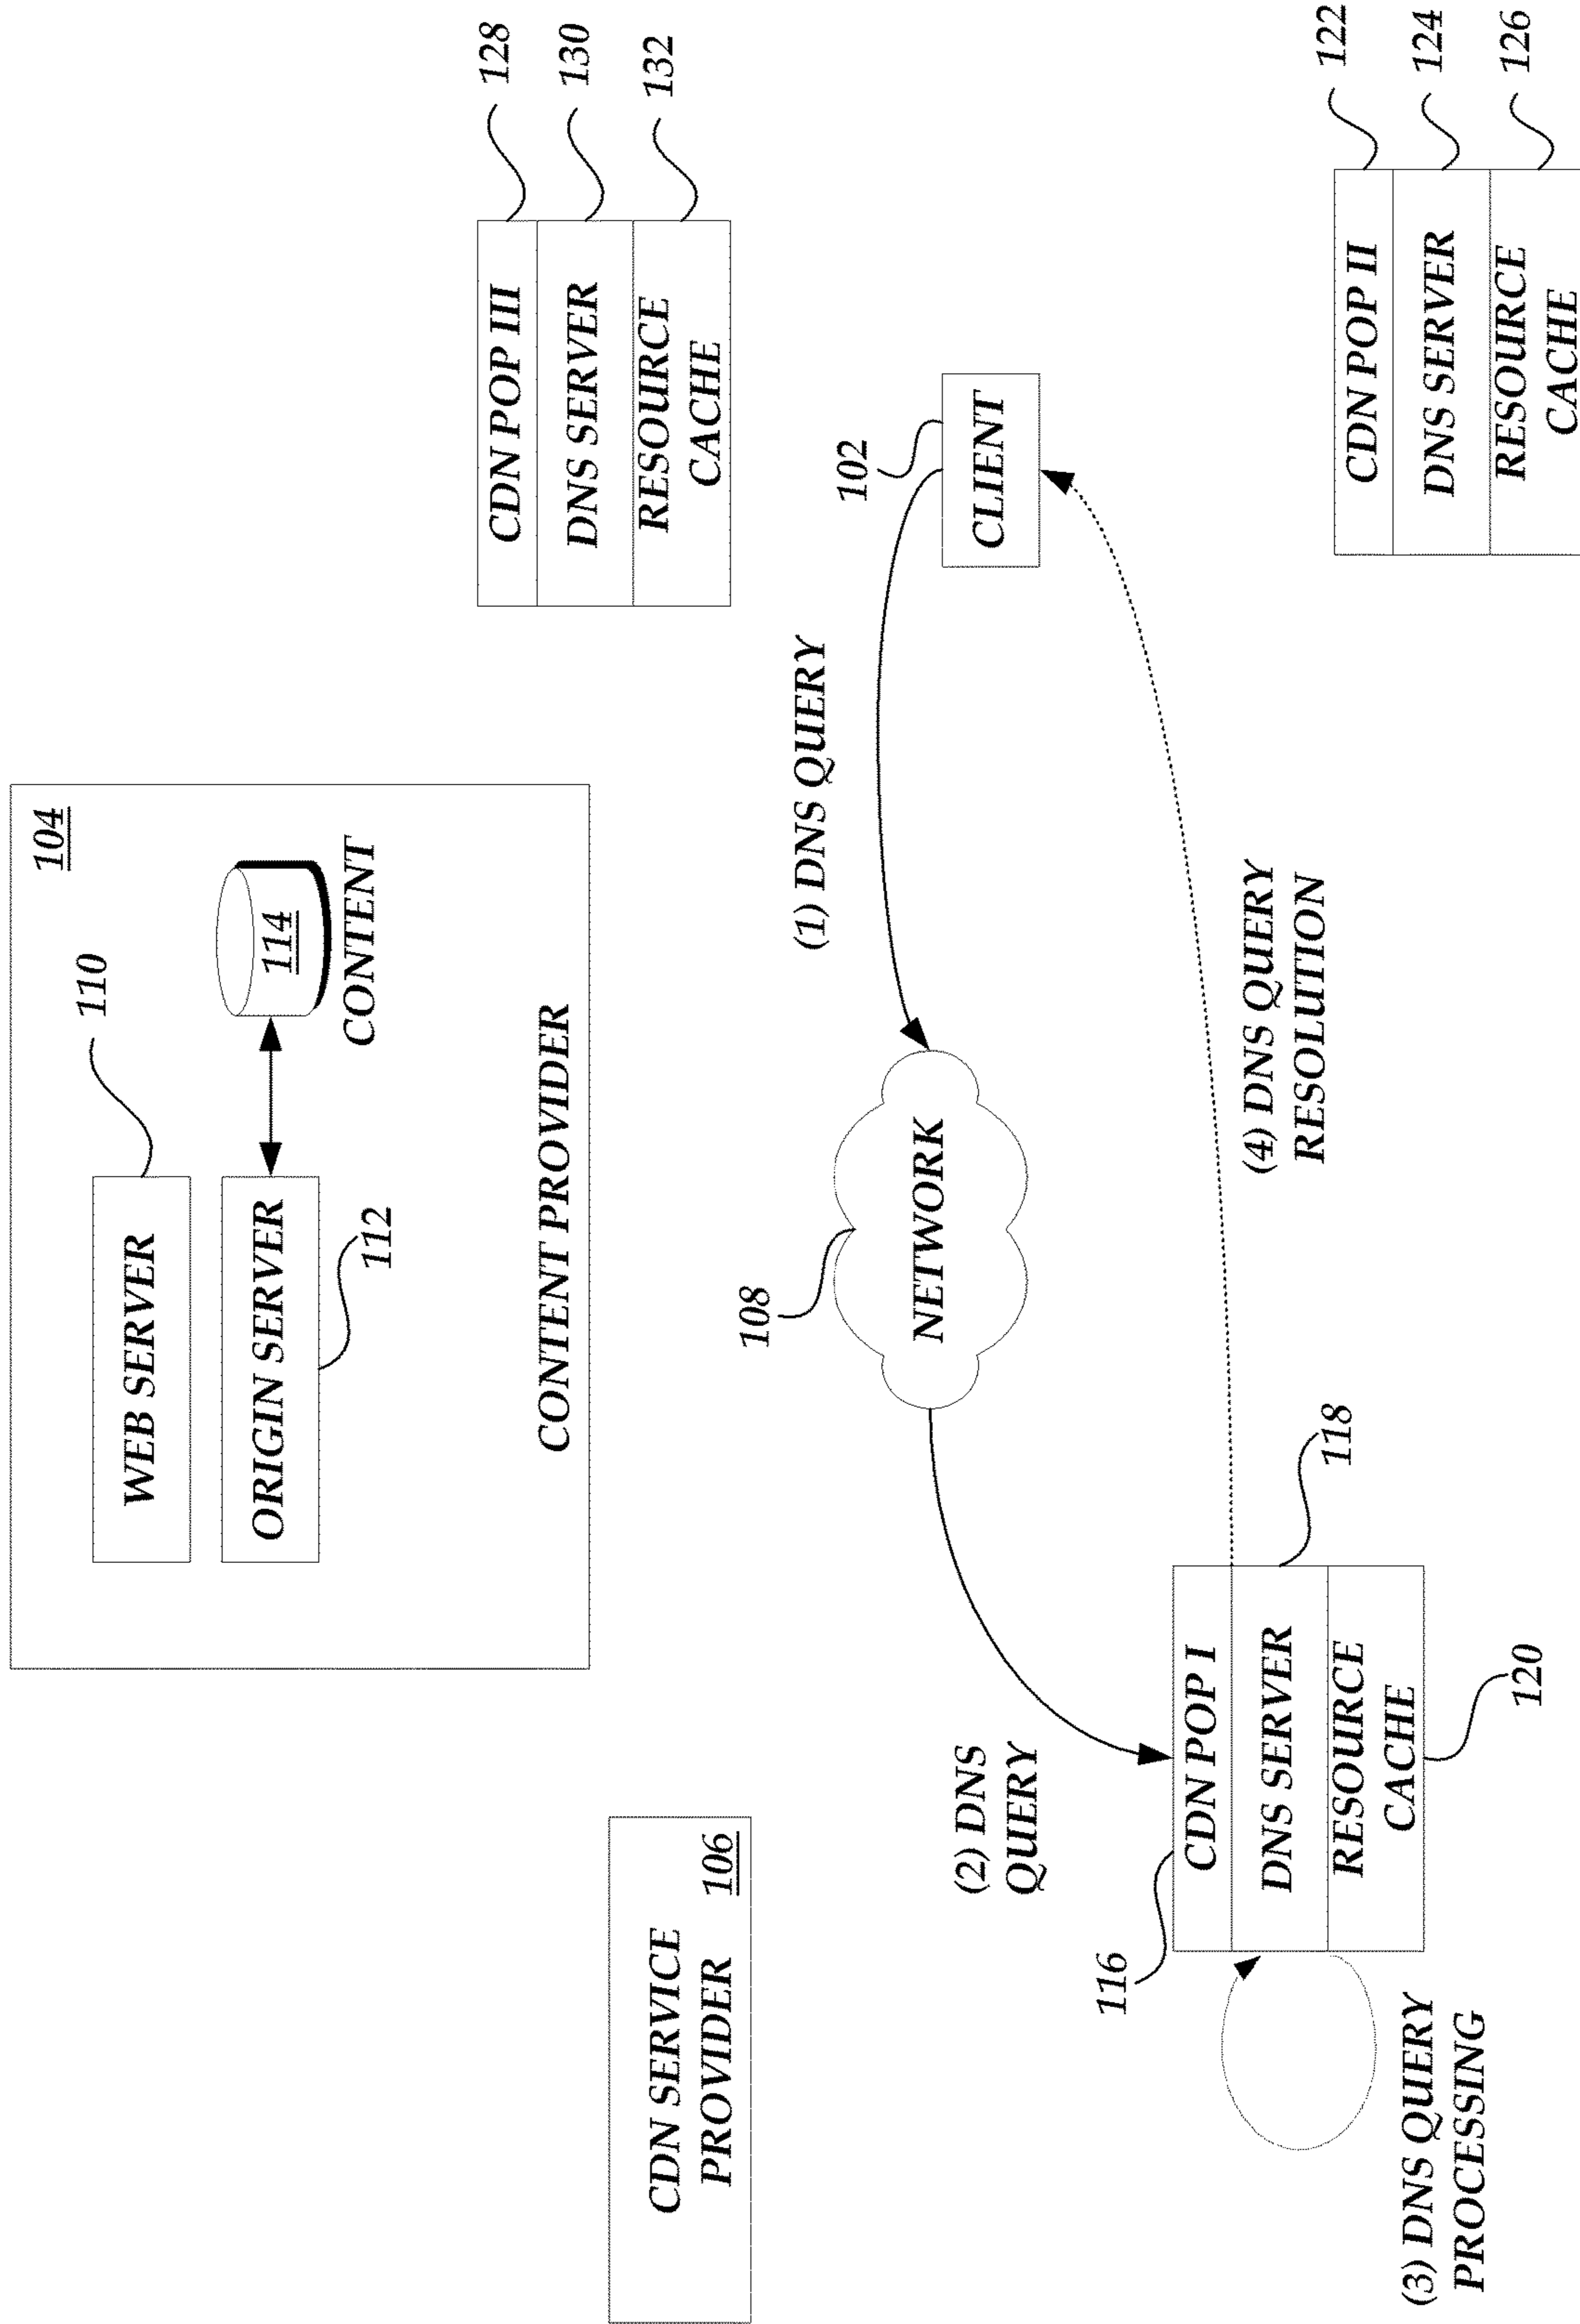 104
WEB SERVER
110
ORIGIN SERVER
112
114
CONTENT
CONTENT PROVIDER
CDN SERVICE
PROVIDER
106
CDN POP III
128
DNS SERVER
130
RESOURCE
CACHE
132
(1) DNS QUERY
102
CLIENT
108
NETWORK
(2) DNS
QUERY
116
CDN POP I
DNS SERVER
118
RESOURCE
CACHE
120
(3) DNS QUERY
PROCESSING
(4) DNS QUERY
RESOLUTION
CDN POP II
122
DNS SERVER
124
RESOURCE
CACHE
126